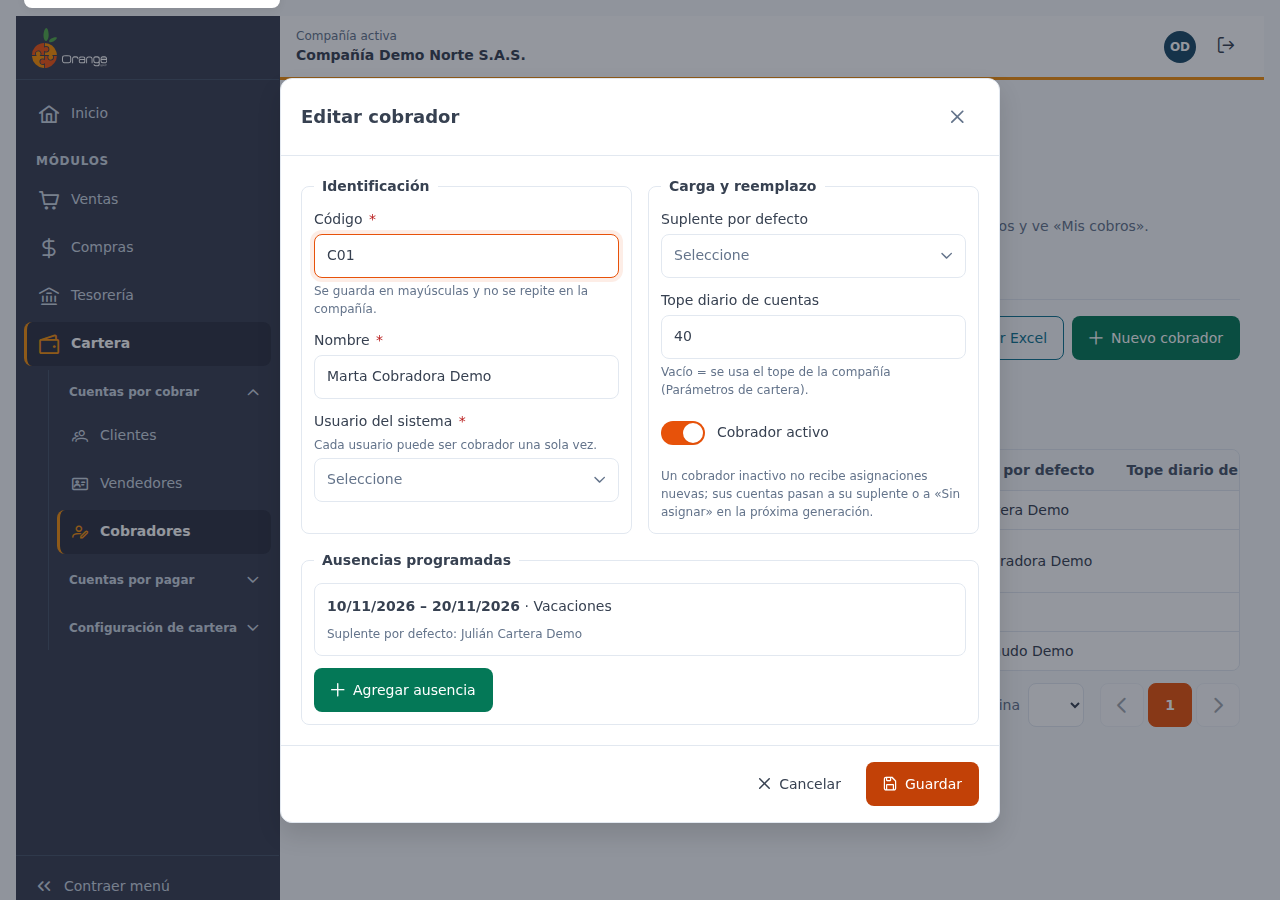 Orange
Compañía activa
Compañía Demo Norte S.A.S.
OD
Inicio
MÓDULOS
Ventas
Compras
Tesorería
Cartera
Cuentas por cobrar
Clientes
Vendedores
Cobradores
Cuentas por pagar
Configuración de cartera
Contraer menú
Editar cobrador
Identificación
Código *
C01
Se guarda en mayúsculas y no se repite en la
compañía.
Nombre *
Marta Cobradora Demo
Usuario del sistema *
Cada usuario puede ser cobrador una sola vez.
Seleccione
Carga y reemplazo
Suplente por defecto
Seleccione
Tope diario de cuentas
40
Vacío = se usa el tope de la compañía
(Parámetros de cartera).
Cobrador activo
Un cobrador inactivo no recibe asignaciones
nuevas; sus cuentas pasan a su suplente o a «Sin
asignar» en la próxima generación.
Ausencias programadas
10/11/2026 – 20/11/2026 · Vacaciones
Suplente por defecto: Julián Cartera Demo
Agregar ausencia
Cancelar
Guardar
os y ve «Mis cobros».
r Excel
Nuevo cobrador
por defecto
Tope diario de
era Demo
radora Demo
udo Demo
ina
1